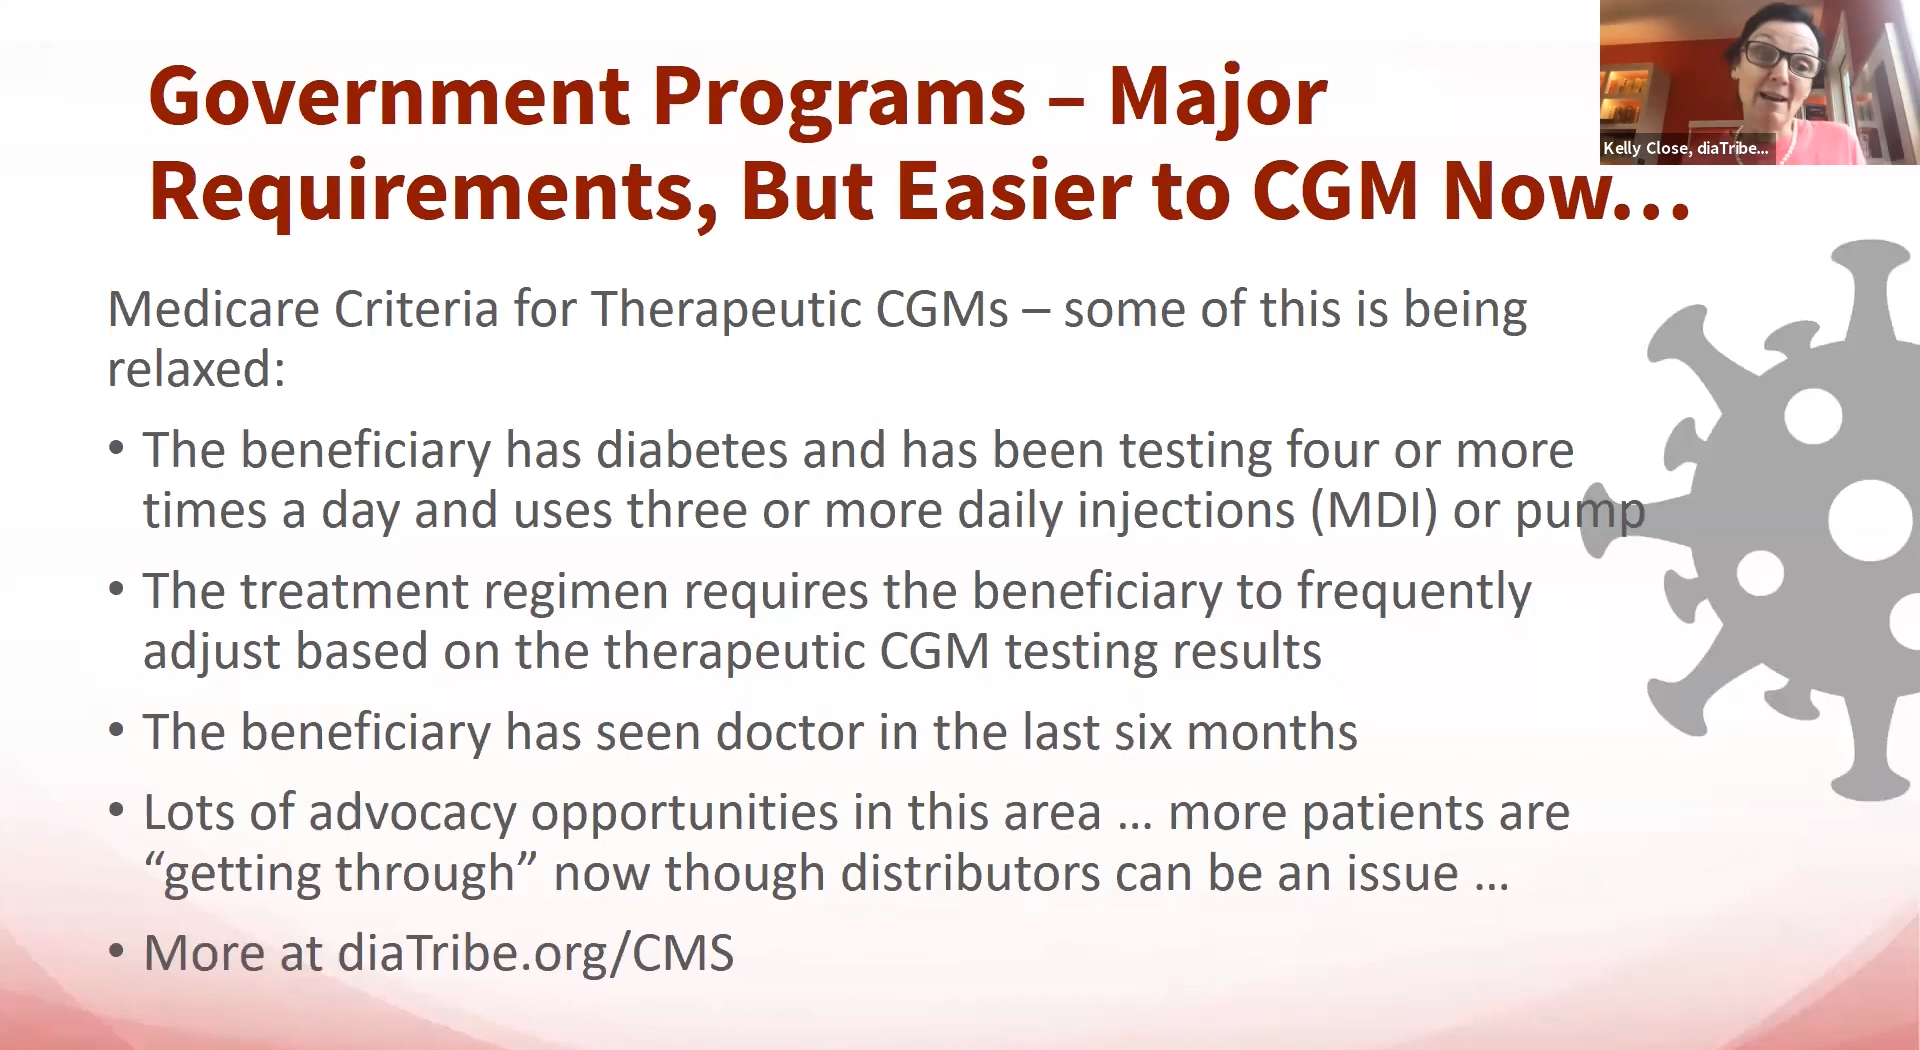 Government Programs – Major
Requirements, But Easier to CGM Now...
Kelly Close, diaTribe...
Medicare Criteria for Therapeutic CGMs – some of this is being
relaxed:
• The beneficiary has diabetes and has been testing four or more
times a day and uses three or more daily injections (MDI) or pump
• The treatment regimen requires the beneficiary to frequently
adjust based on the therapeutic CGM testing results
• The beneficiary has seen doctor in the last six months
• Lots of advocacy opportunities in this area ... more patients are
“getting through” now though distributors can be an issue ...
• More at diaTribe.org/CMS